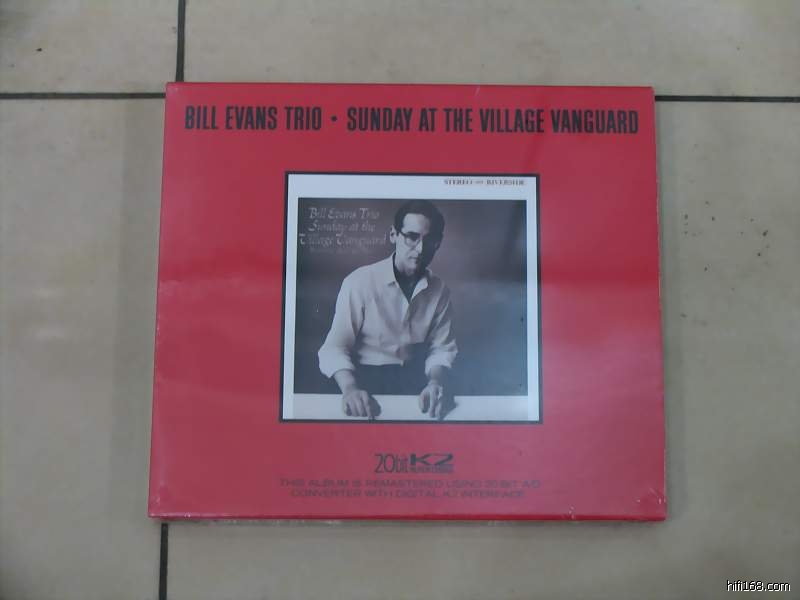 BILL EVANS TRIO • SUNDAY AT THE VILLAGE VANGUARD
STEREO RIVERSIDE
Bill Evans Trio
Sunday at the
Village Vanguard
20bit K2
THIS ALBUM IS REMASTERED USING 20 BIT A/D
CONVERTER WITH DIGITAL K2 INTERFACE
hifi168.com